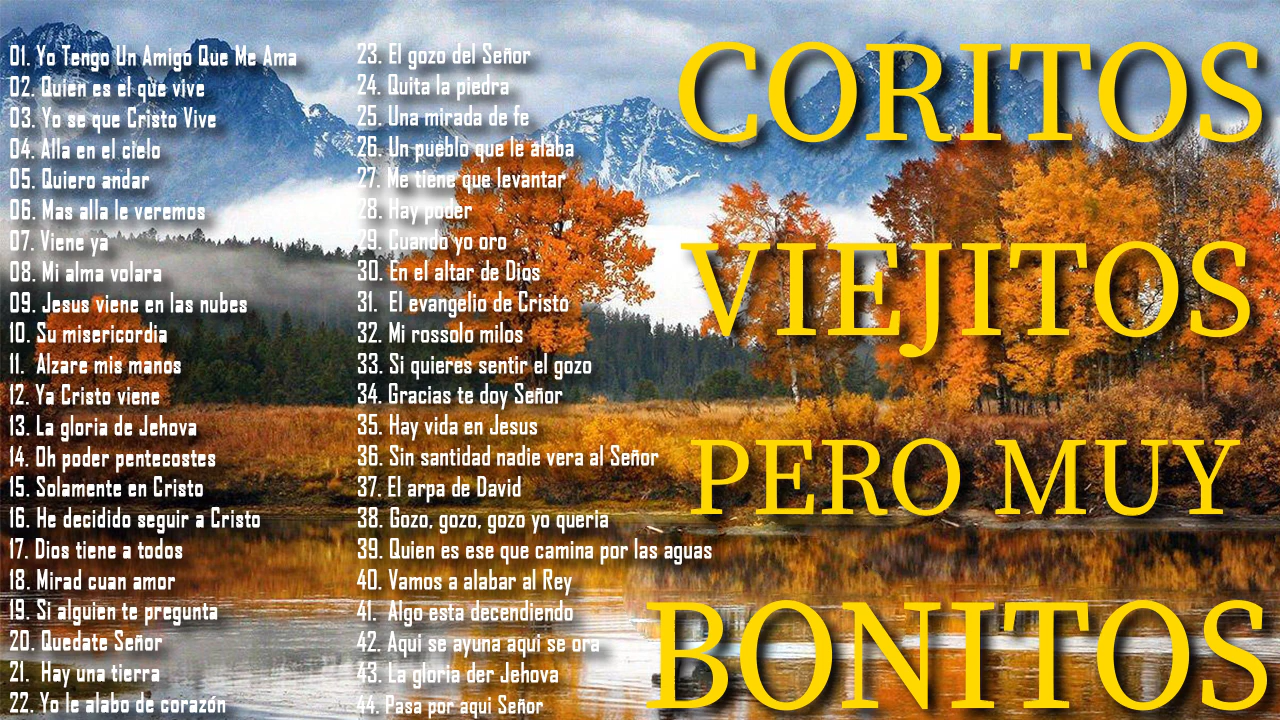 01. Yo Tengo Un Amigo Que Me Ama
02. Quien es el que vive
03. Yo se que Cristo Vive
04. Alla en el cielo
05. Quiero andar
06. Mas alla le veremos
07. Viene ya
08. Mi alma volara
09. Jesus viene en las nubes
10. Su misericordia
11. Alzare mis manos
12. Ya Cristo viene
13. La gloria de Jehova
14. Oh poder pentecostes
15. Solamente en Cristo
16. He decidido seguir a Cristo
17. Dios tiene a todos
18. Mirad cuan amor
19. Si alguien te pregunta
20. Quedate Señor
21. Hay una tierra
22. Yo le alabo de corazón
23. El gozo del Señor
24. Quita la piedra
25. Una mirada de fe
26. Un pueblo que le alaba
27. Me tiene que levantar
28. Hay poder
29. Cuando yo oro
30. En el altar de Dios
31. El evangelio de Cristo
32. Mi rossolo milos
33. Si quieres sentir el gozo
34. Gracias te doy Señor
35. Hay vida en Jesus
36. Sin santidad nadie vera al Señor
37. El arpa de David
38. Gozo, gozo, gozo yo queria
39. Quien es ese que camina por las aguas
40. Vamos a alabar al Rey
41. Algo esta decendiendo
42. Aqui se ayuna aqui se ora
43. La gloria der Jehova
44. Pasa por aqui Señor
CORITOS
VIEJITOS
PERO MUY
BONITOS